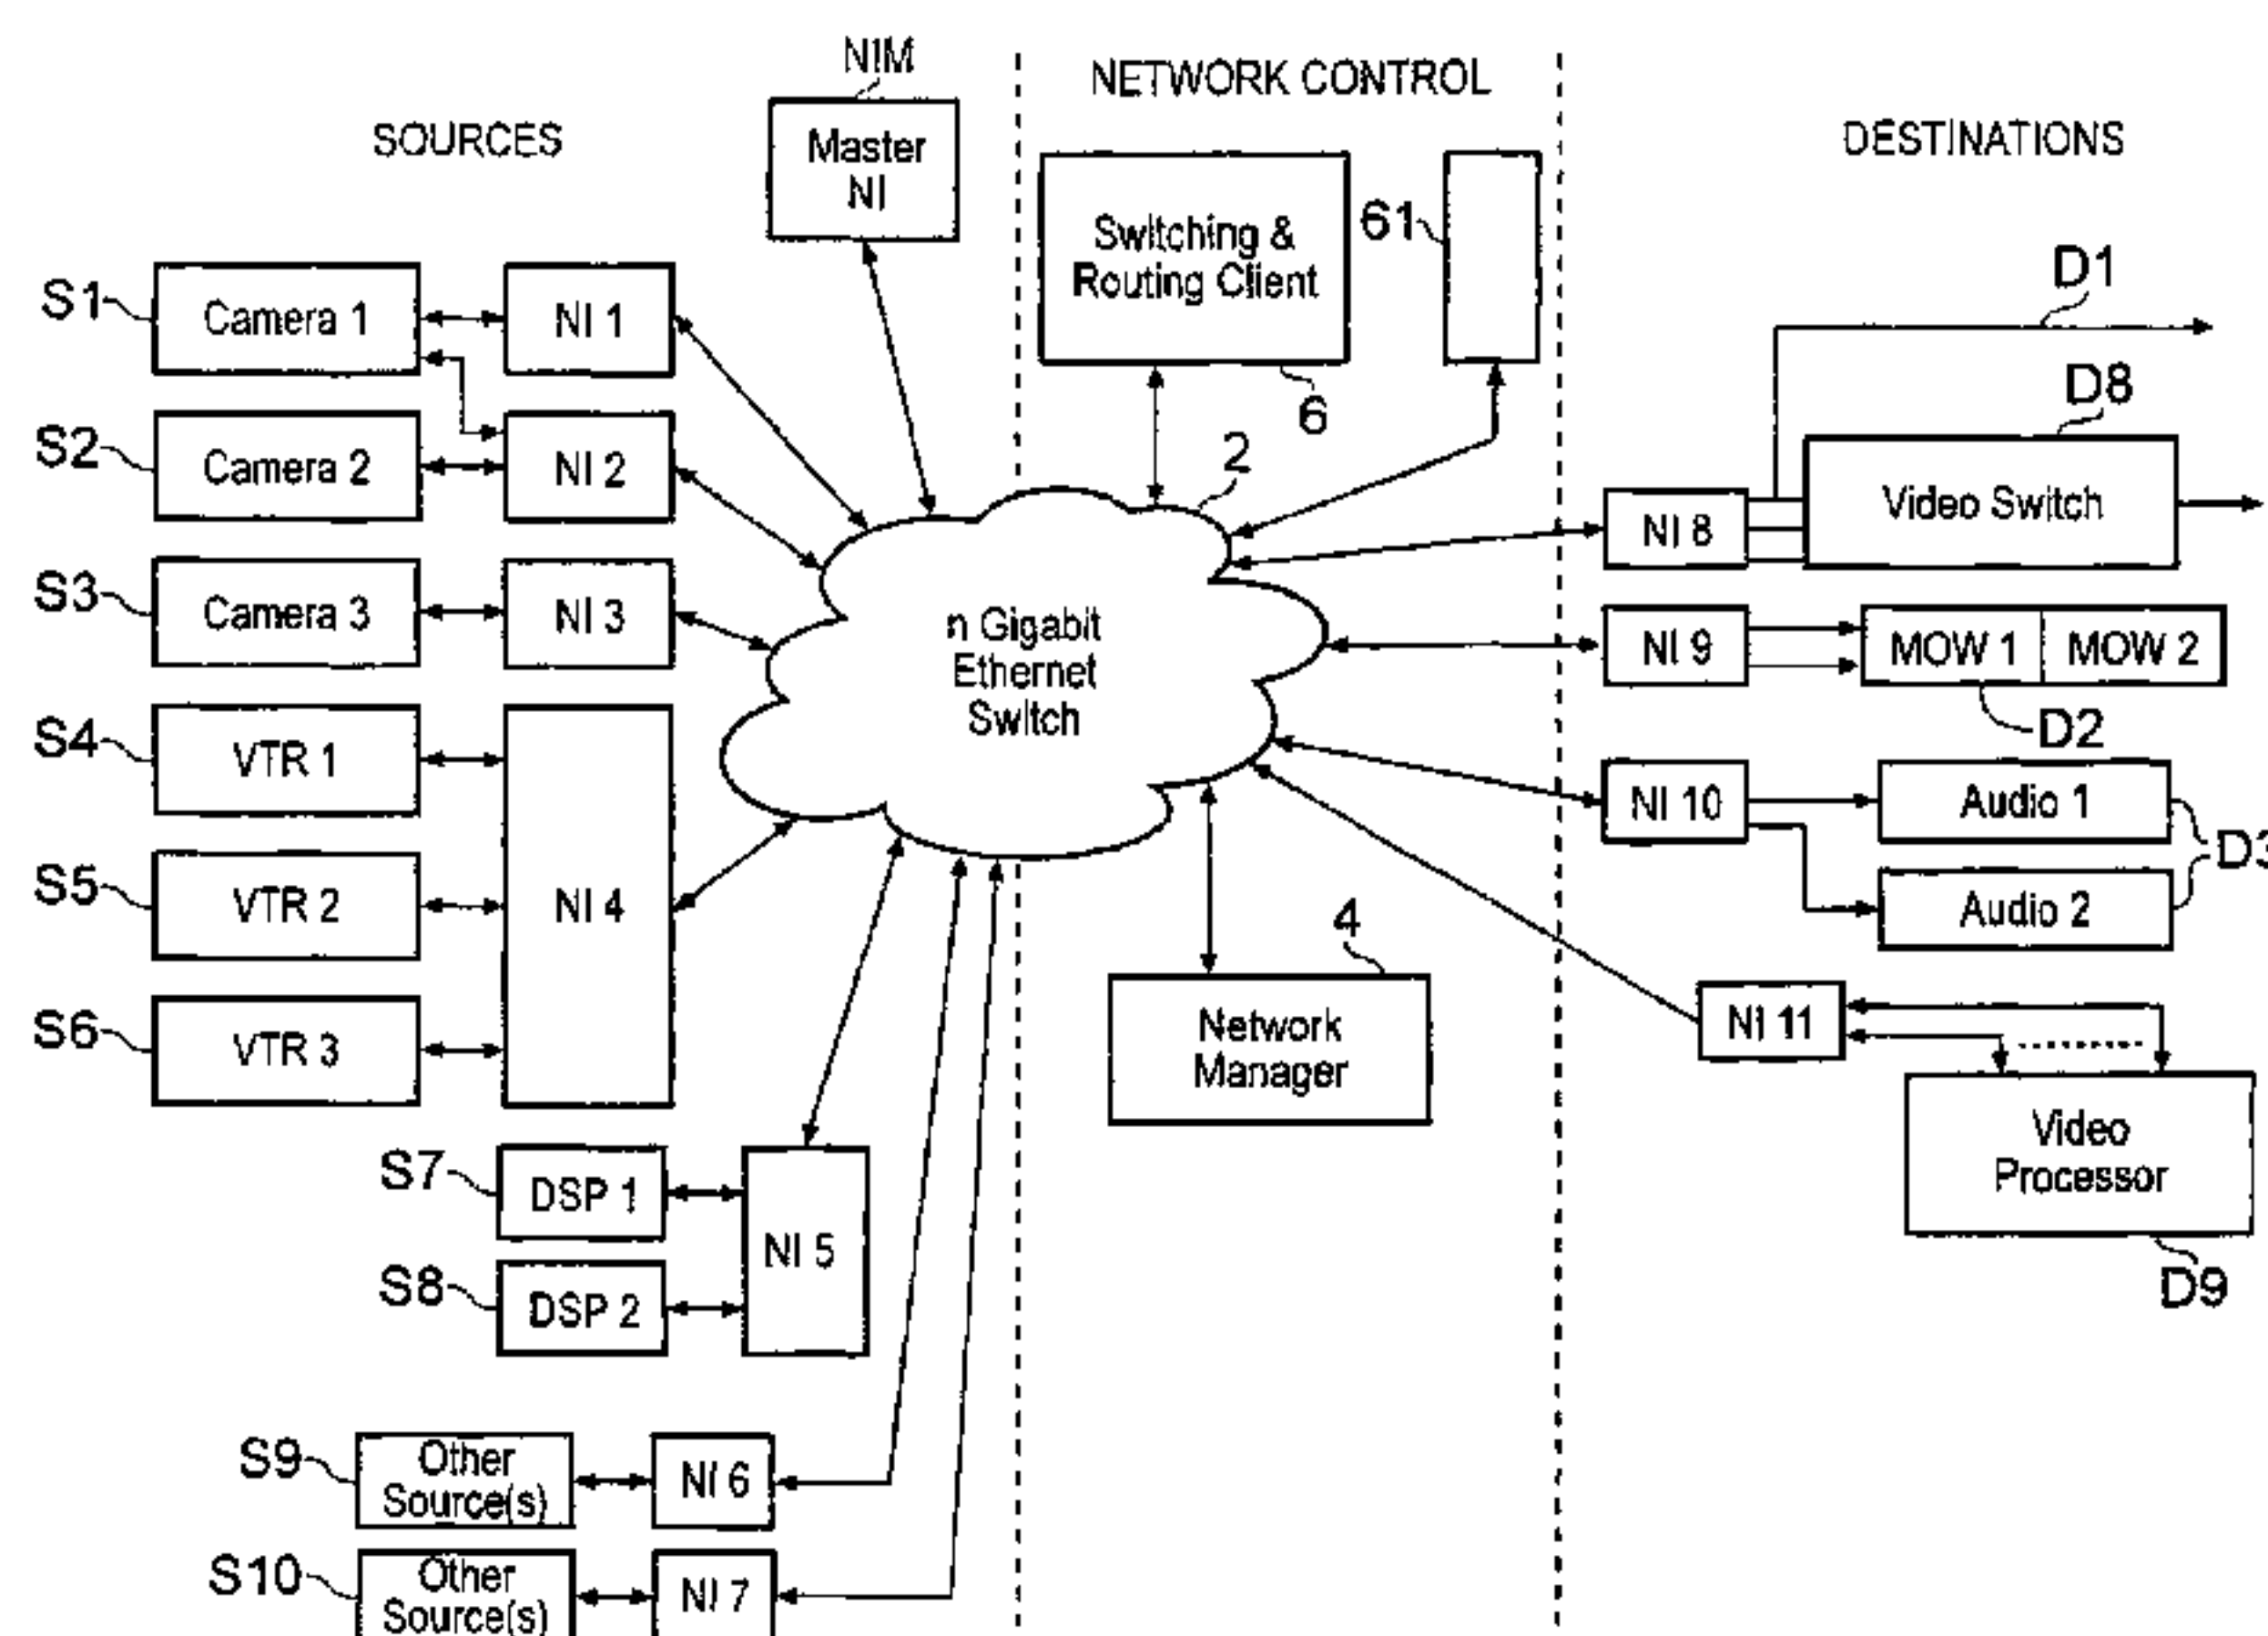 NIM
NETWORK CONTROL
SOURCES
DESTINATIONS
Master
NI
Switching &
Routing Client
61
6
2
S1
Camera 1
NI 1
S2
Camera 2
NI 2
S3
Camera 3
NI 3
S4
VTR 1
S5
VTR 2
NI 4
S6
VTR 3
S7
DSP 1
NI 5
S8
DSP 2
S9
Other
Source(s)
NI 6
S10
Other
Source(s)
NI 7
n Gigabit
Ethernet
Switch
4
Network
Manager
D1
D8
NI 8
Video Switch
NI 9
MOW 1
MOW 2
D2
NI 10
Audio 1
D3
Audio 2
NI 11
Video
Processor
D9